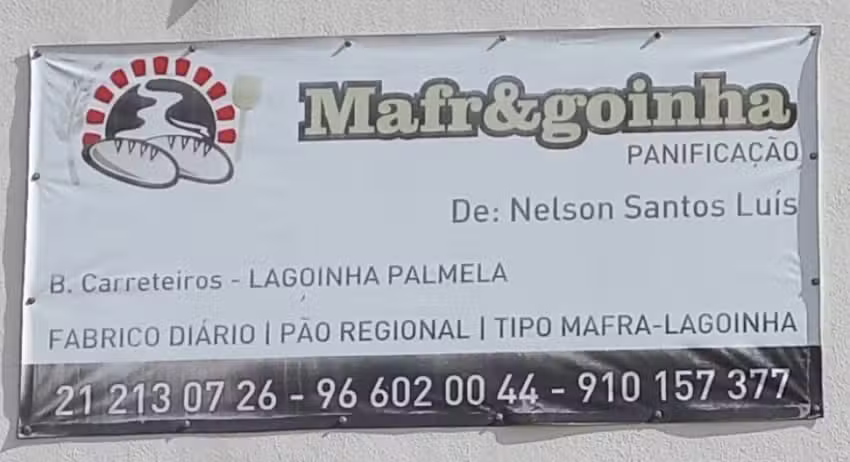 Mafr&goinha
PANIFICAÇÃO
De: Nelson Santos Luís
B. Carreteiros - LAGOINHA PALMELA
FABRICO DIÁRIO | PÃO REGIONAL | TIPO MAFRA-LAGOINHA
21 213 07 26 - 96 602 00 44 - 910 157 377